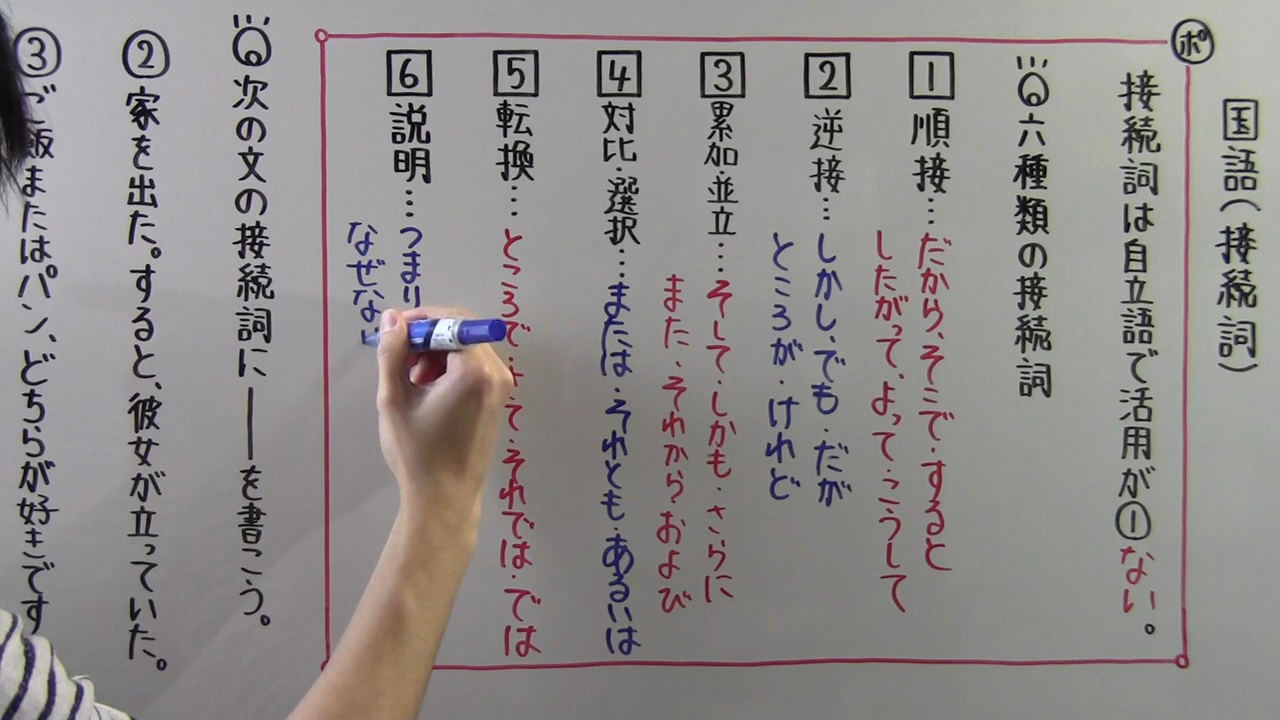 国語(接続詞)
ポ
接続詞は自立語で活用が①ない。
六種類の接続詞
1 順接…だから、そこで・すると
したがって、よって・こうして
2 逆接…しかし、でも・だが
ところが・けれど
3 累加・並立…そして・しかも・さらに
また・それから・および
4 対比・選択…または・それとも・あるいは
5 転換…ところで・さて・それでは・では
6 説明…つまり
なぜな
次の文の接続詞に――を書こう。
②家を出た。すると、彼女が立っていた。
③ご飯またはパン、どちらが好きです